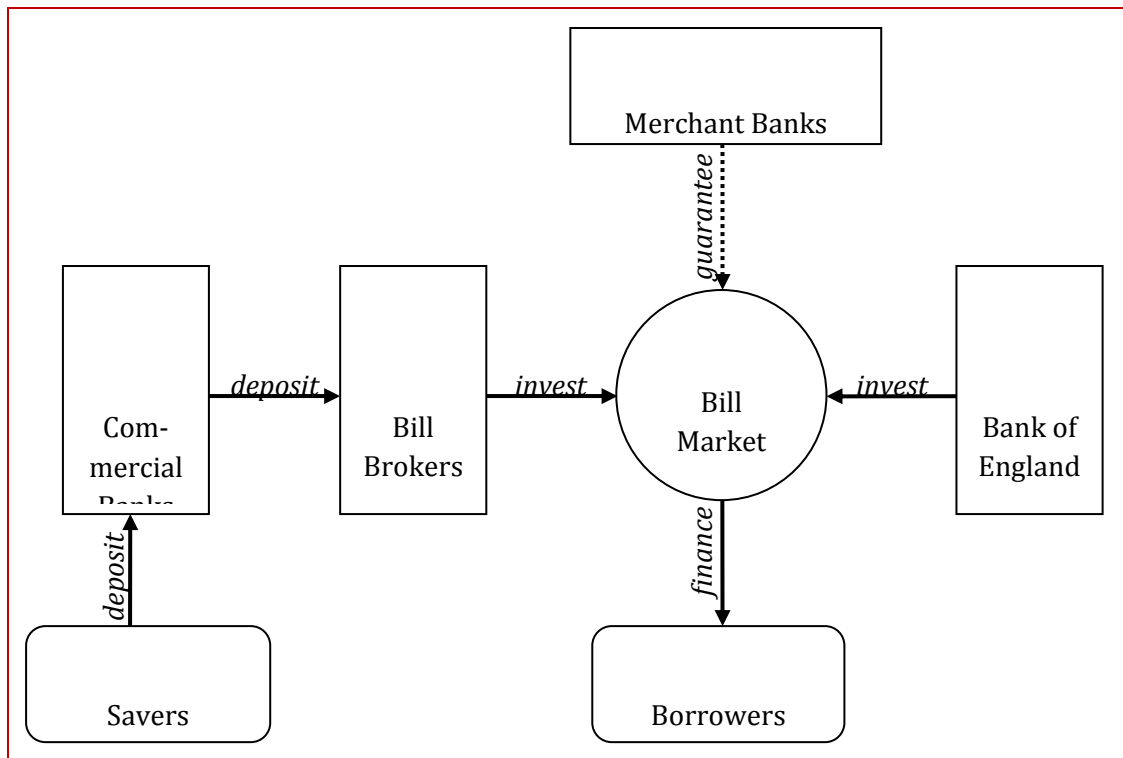 Merchant Banks
guarantee
deposit
invest
invest
Com-
mercial
Banks
Bill
Brokers
Bill
Market
Bank of
England
deposit
finance
Savers
Borrowers